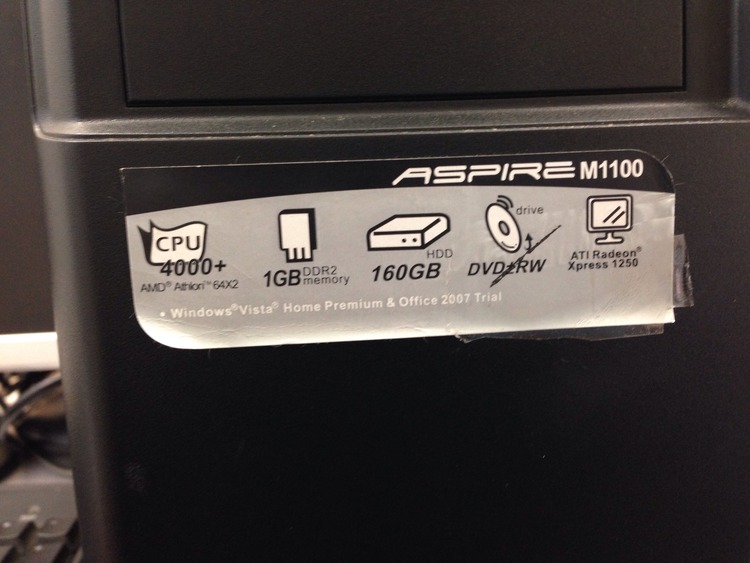 ASPIRE M1100
CPU
4000+
AMD® Athlon™ 64X2
1GB DDR2 memory
HDD
160GB
drive
DVD±RW
ATI Radeon®
Xpress 1250
• Windows®Vista® Home Premium & Office 2007 Trial